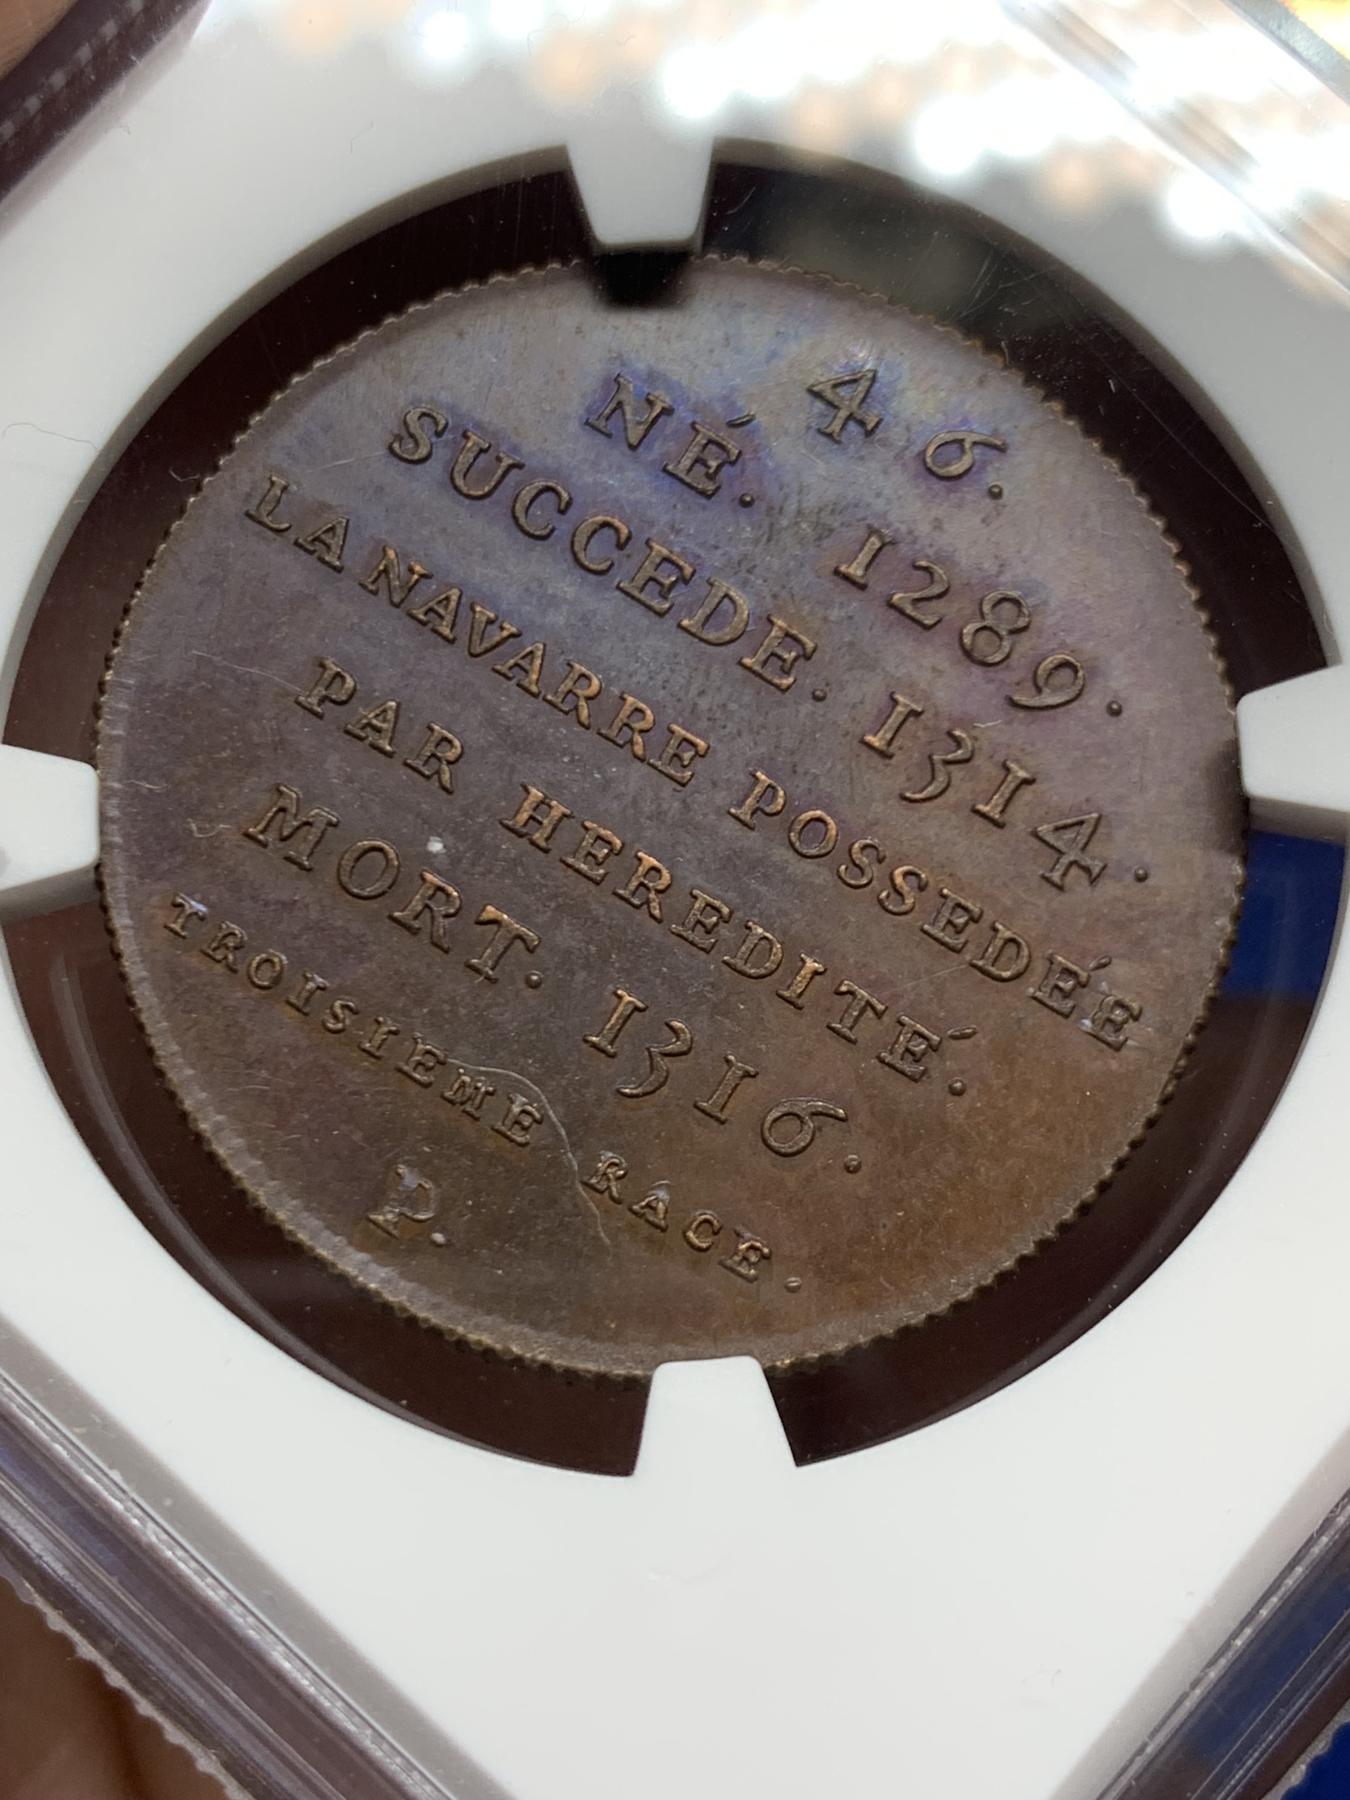 46.
NÉ. 1289.
SUCCEDE. 1314.
LA NAVARRE POSSEDÉE
PAR HEREDITÉ.
MORT. 1316.
TROISIEME RACE.
P.